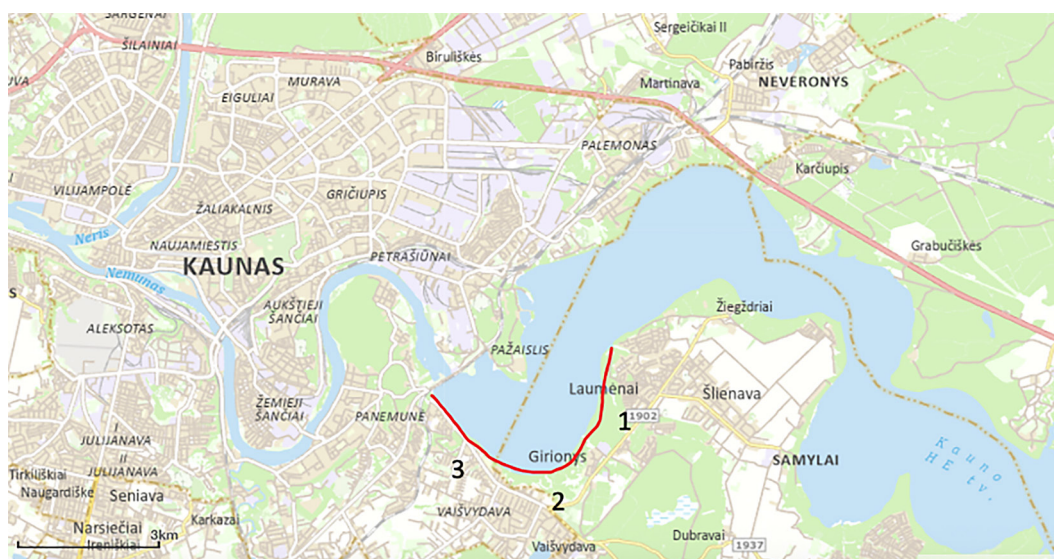 SARGĖNAI
ŠILAINIAI
Biruliškės
Sergeičikai II
Pabiržis
MURAVA
Martinava
NEVERONYS
EIGULIAI
PALEMONAS
Karčiupis
VILIJAMPOLĖ
GRIČIUPIS
ŽALIAKALNIS
Neris
NAUJAMIESTIS
Grabučiškės
PETRAŠIŪNAI
KAUNAS
Nemunas
S
AUKŠTIEJI
ŠANČIAI
Žiegždriai
ALEKSOTAS
PAŽAISLIS
Laumėnai
Šlienava
ŽEMIEJI
ŠANČIAI
PANEMUNĖ
1
1902
I
JULIJANAVA
II
JULIJANAVA
Girionys
SAMYLAI
Kauno
HE tv.
3
Tirkiliškiai
Naugardiškė
Seniava
2
VAIŠVYDAVA
Karkazai
Narsiečiai
3km
Ireniškiai
Vaišvydava
Dubravai
1937